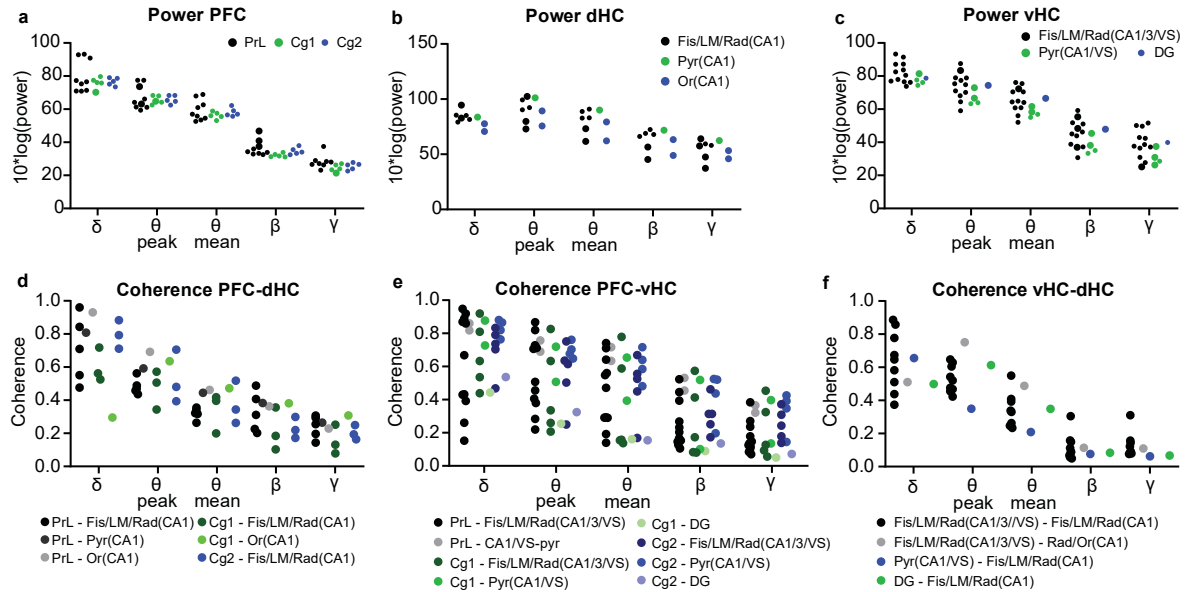 a Power PFC
PrL Cg1 Cg2
10*log(power)
100
80
60
40
20
0
δ θ peak θ mean β γ
b Power dHC
Fis/LM/Rad(CA1)
Pyr(CA1)
Or(CA1)
10*log(power)
150
100
50
δ θ peak θ mean β γ
c Power vHC
Fis/LM/Rad(CA1/3/VS)
Pyr(CA1/VS) DG
10*log(power)
100
80
60
40
20
0
δ θ peak θ mean β γ
d Coherence PFC-dHC
Coherence
1.0
0.8
0.6
0.4
0.2
0.0
δ θ peak θ mean β γ
PrL - Fis/LM/Rad(CA1)
PrL - Pyr(CA1)
PrL - Or(CA1)
Cg1 - Fis/LM/Rad(CA1)
Cg1 - Or(CA1)
Cg2 - Fis/LM/Rad(CA1)
e Coherence PFC-vHC
Coherence
1.0
0.8
0.6
0.4
0.2
0.0
δ θ peak θ mean β γ
PrL - Fis/LM/Rad(CA1/3/VS)
PrL - CA1/VS-pyr
Cg1 - Fis/LM/Rad(CA1/3/VS)
Cg1 - Pyr(CA1/VS)
Cg1 - DG
Cg2 - Fis/LM/Rad(CA1/3/VS)
Cg2 - Pyr(CA1/VS)
Cg2 - DG
f Coherence vHC-dHC
Coherence
1.0
0.8
0.6
0.4
0.2
0.0
δ θ peak θ mean β γ
Fis/LM/Rad(CA1/3//VS) - Fis/LM/Rad(CA1)
Fis/LM/Rad(CA1/3/VS) - Rad/Or(CA1)
Pyr(CA1/VS) - Fis/LM/Rad(CA1)
DG - Fis/LM/Rad(CA1)